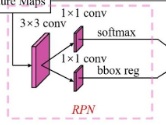 ure Maps
1×1 conv
3×3 conv
softmax
1×1 conv
bbox reg
RPN